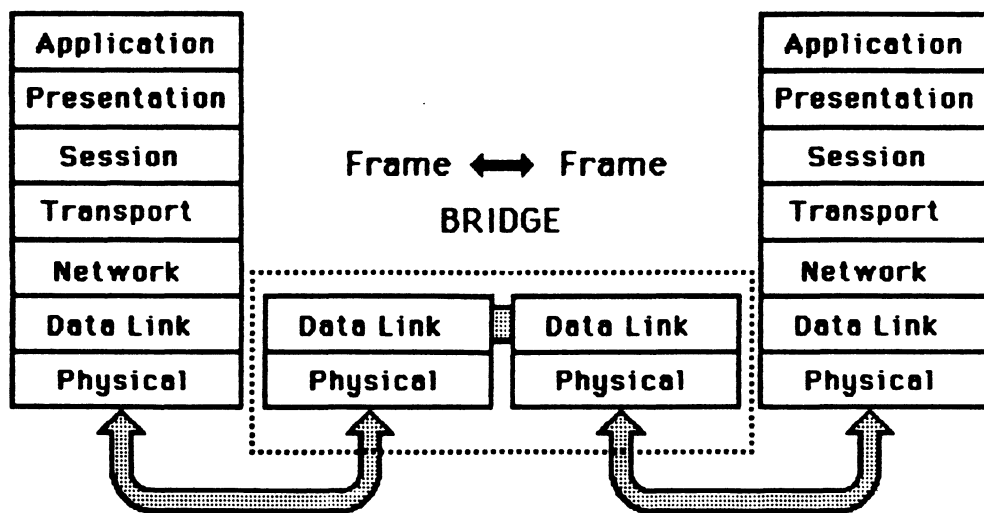 Application
Presentation
Session
Transport
Network
Data Link
Physical
Frame Frame
BRIDGE
Data Link
Physical
Data Link
Physical
Application
Presentation
Session
Transport
Network
Data Link
Physical